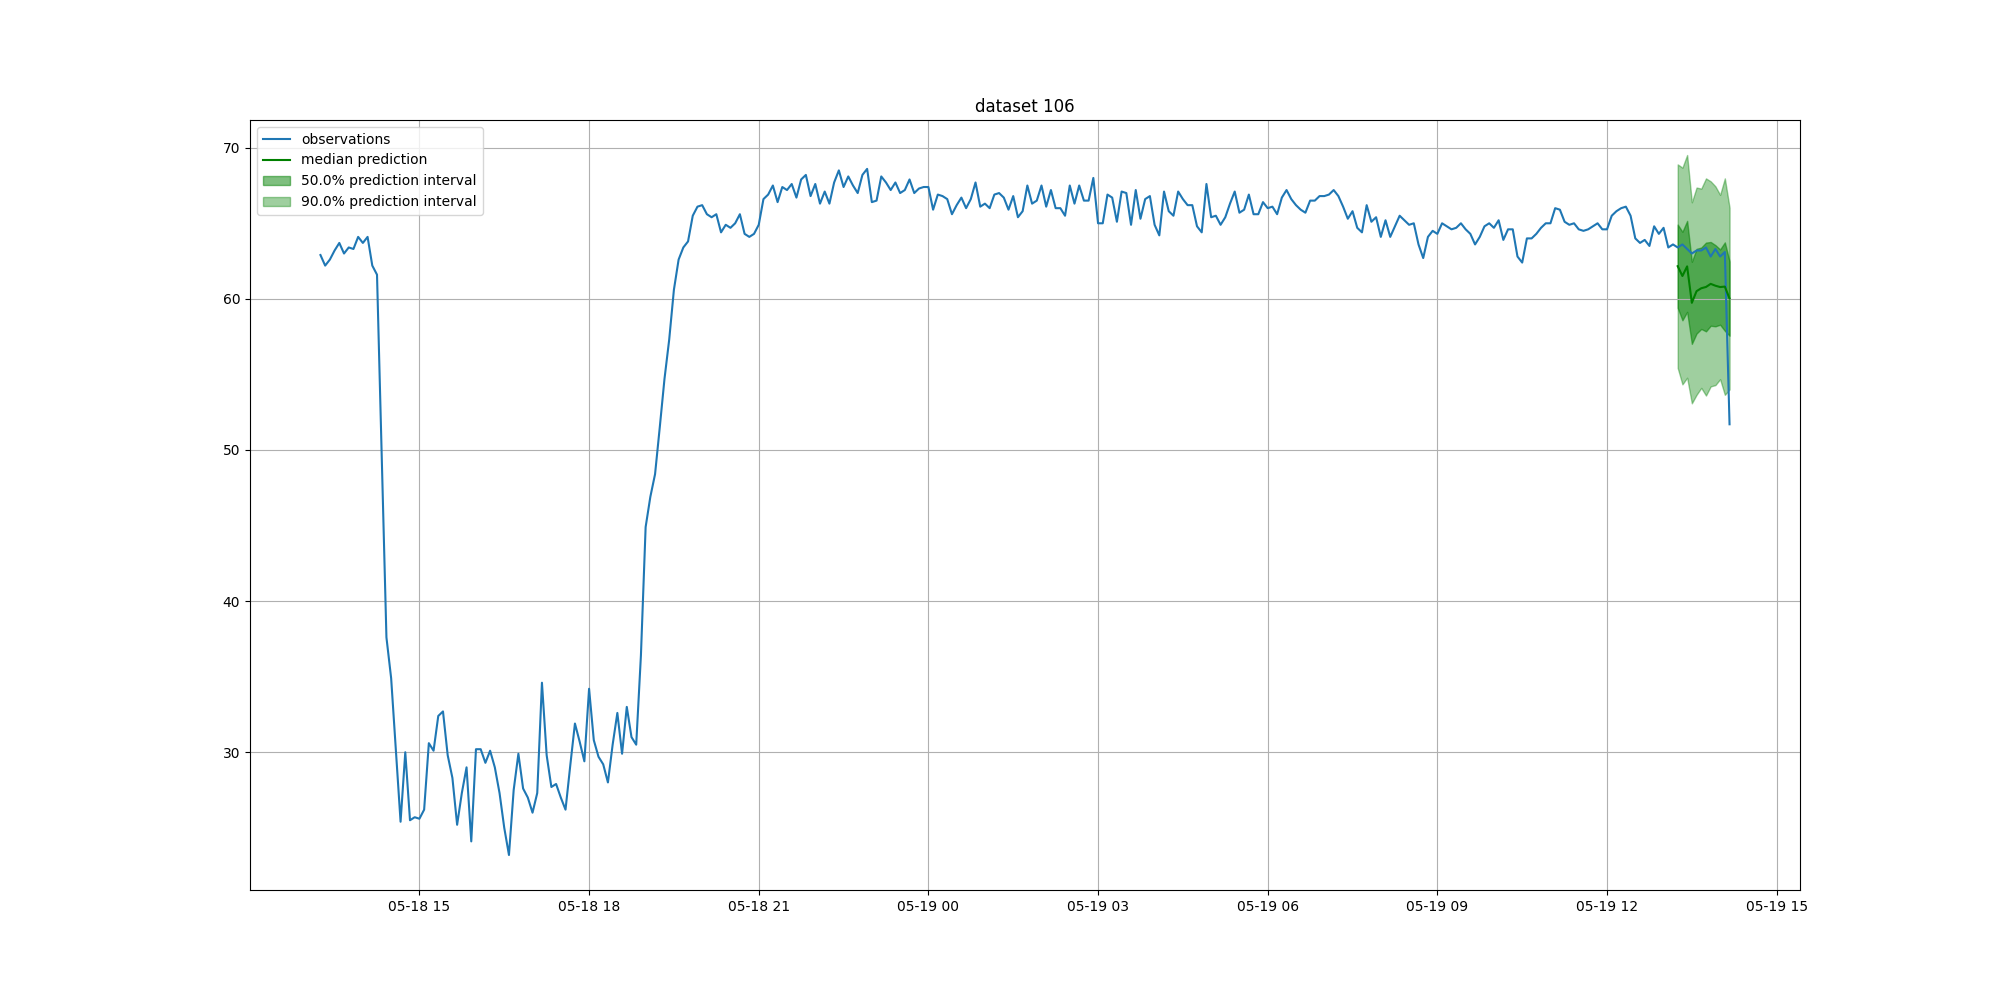 dataset 106
observations
median prediction
50.0% prediction interval
90.0% prediction interval
70
60
50
40
30
05-18 15
05-18 18
05-18 21
05-19 00
05-19 03
05-19 06
05-19 09
05-19 12
05-19 15